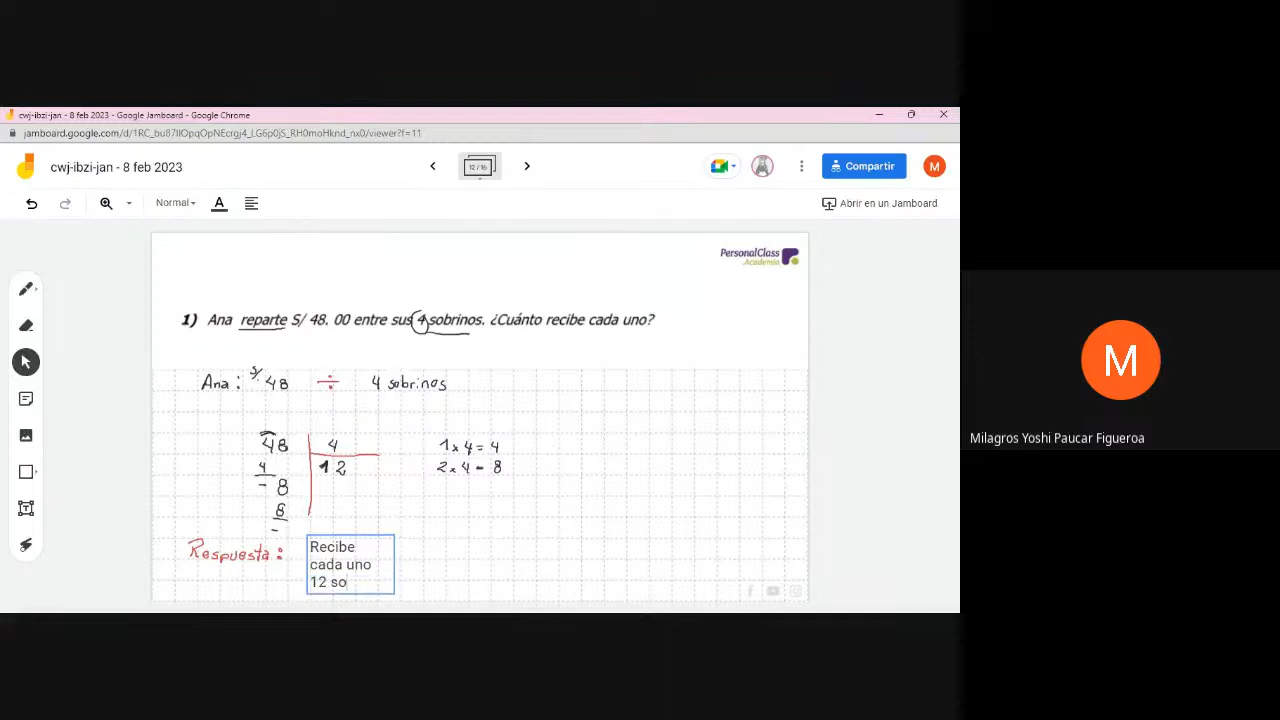 cwj-ibzi-jan - 8 feb 2023 - Google Jamboard - Google Chrome
cwj-ibzi-jan - 8 feb 2023
12 / 16
Compartir
M
Normal
A
Abrir en un Jamboard
PersonalClass
Academia
1) Ana reparte S/ 48. 00 entre sus 4 sobrinos. ¿Cuánto recibe cada uno?
Ana: S/. 48 ÷ 4 sobrinos
48 4
4 12
- 8
8
-
1 x 4 = 4
2 x 4 = 8
Respuesta:
Recibe
cada uno
12 so
M
Milagros Yoshi Paucar Figueroa